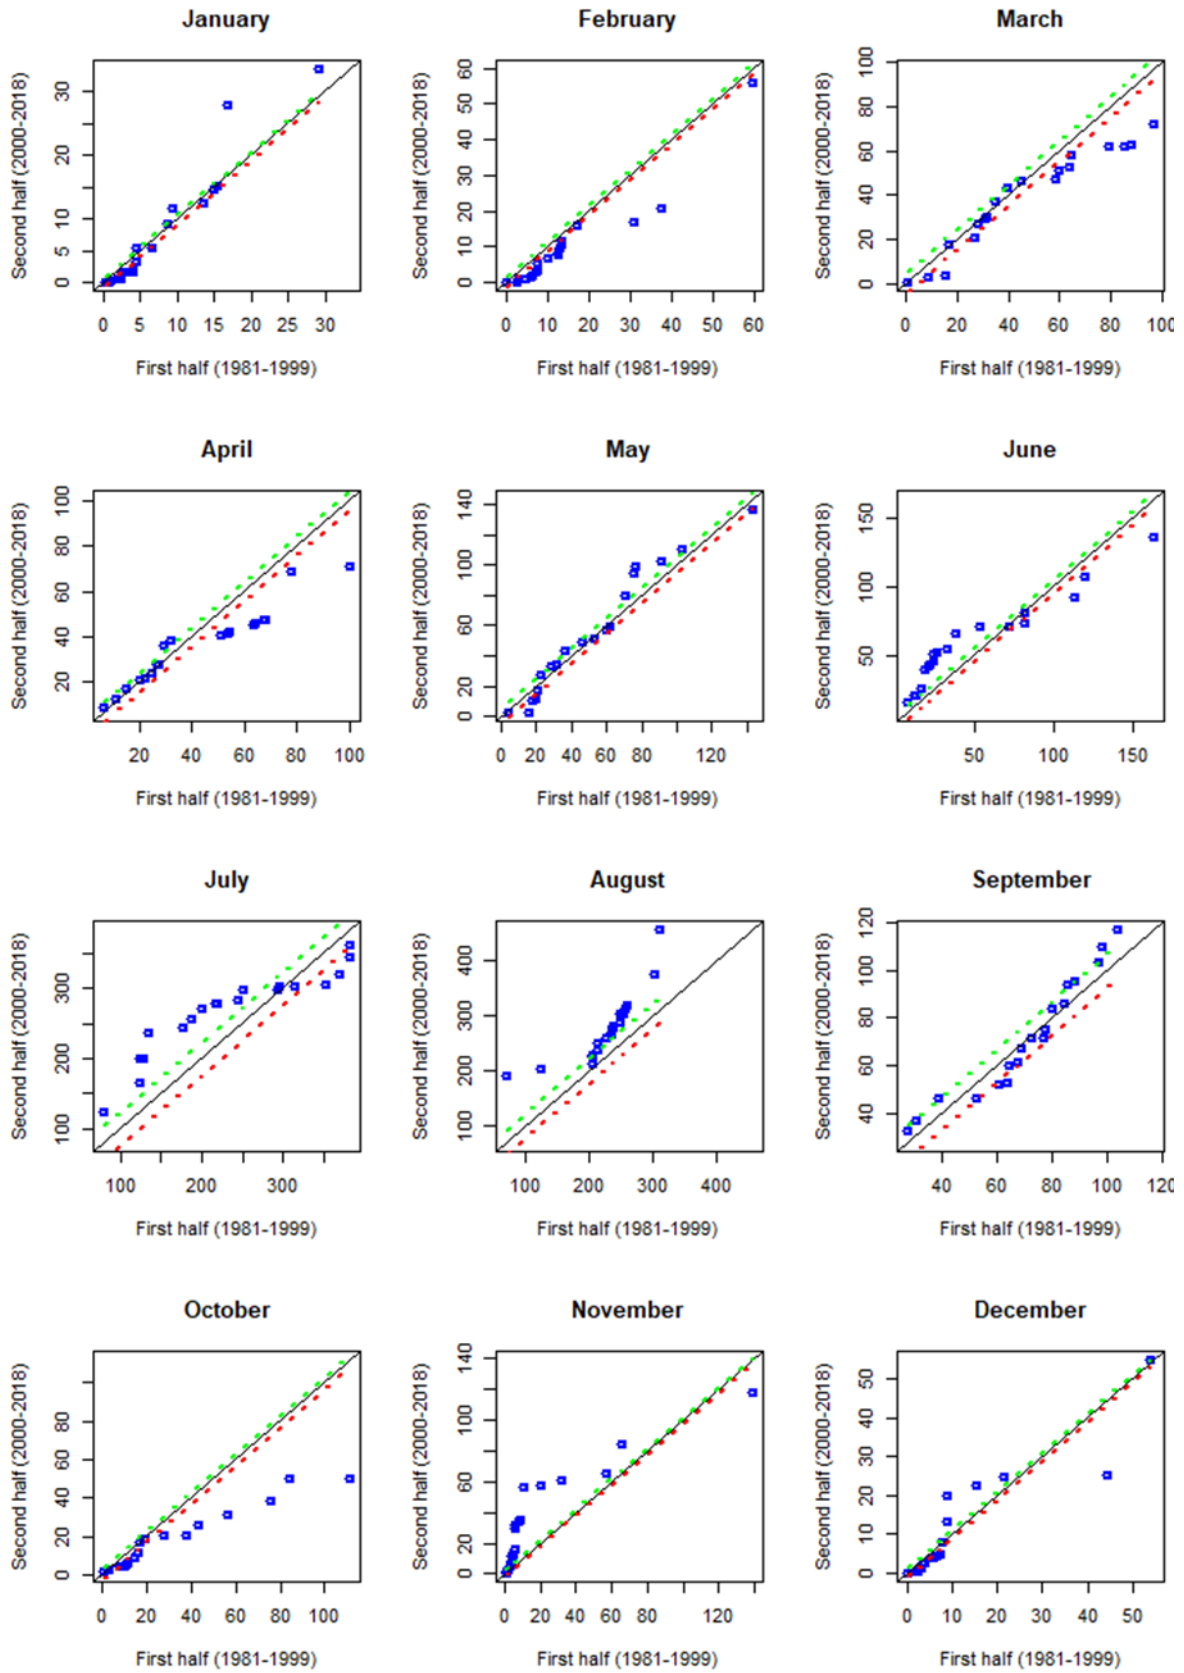 January
Second half (2000-2018)
0 5 10 20 30
0 5 10 15 20 25 30
First half (1981-1999)
February
Second half (2000-2018)
0 10 20 30 40 50 60
0 10 20 30 40 50 60
First half (1981-1999)
March
Second half (2000-2018)
0 20 40 60 80 100
0 20 40 60 80 100
First half (1981-1999)
April
Second half (2000-2018)
20 40 60 80 100
20 40 60 80 100
First half (1981-1999)
May
Second half (2000-2018)
0 20 60 100 140
0 20 40 60 80 120
First half (1981-1999)
June
Second half (2000-2018)
50 100 150
50 100 150
First half (1981-1999)
July
Second half (2000-2018)
100 200 300
100 200 300
First half (1981-1999)
August
Second half (2000-2018)
100 200 300 400
100 200 300 400
First half (1981-1999)
September
Second half (2000-2018)
40 60 80 100 120
40 60 80 100 120
First half (1981-1999)
October
Second half (2000-2018)
0 20 40 60 80
0 20 40 60 80 100
First half (1981-1999)
November
Second half (2000-2018)
0 20 60 100 140
0 20 40 60 80 120
First half (1981-1999)
December
Second half (2000-2018)
0 10 20 30 40 50
0 10 20 30 40 50
First half (1981-1999)